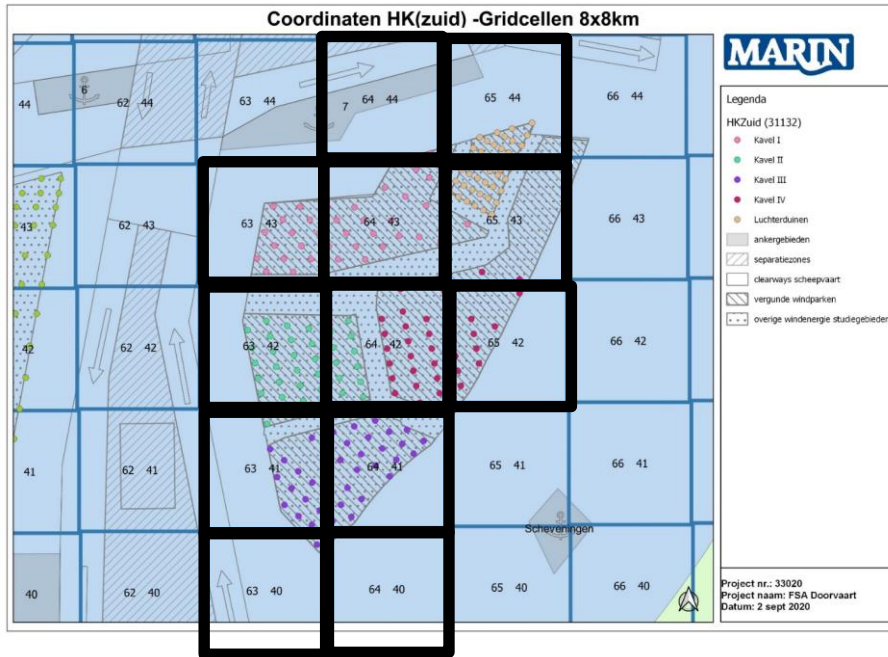 Coordinaten HK(zuid) -Gridcellen 8x8km
MARIN
44
6
62 44
63 44
7
64 44
65 44
66 44
43
62 43
63 43
64 43
65 43
66 43
42
62 42
63 42
64 42
65 42
66 42
41
62 41
63 41
64 41
65 41
66 41
Scheveningen
40
62 40
63 40
64 40
65 40
66 40
Legenda
HKZuid (31132)
Kavel I
Kavel II
Kavel III
Kavel IV
Luchterduinen
ankergebieden
separatiezones
clearways scheepvaart
vergunde windparken
overige windenergie studiegebieden
Project nr.: 33020
Project naam: FSA Doorvaart
Datum: 2 sept 2020